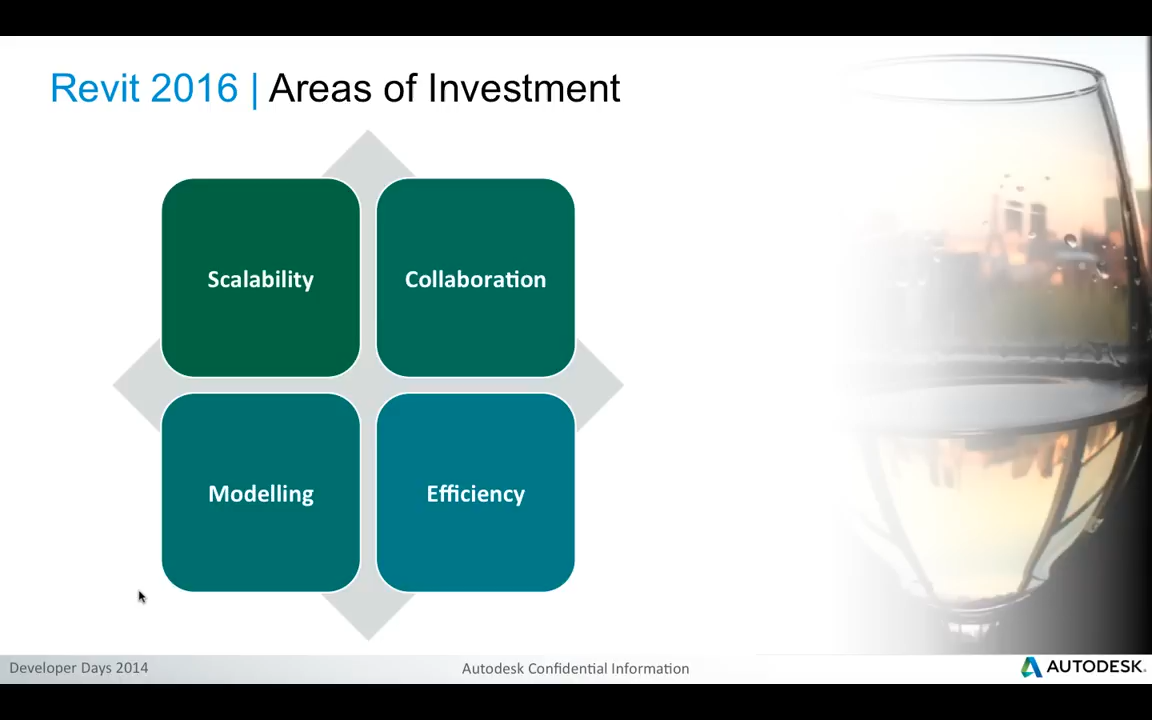 Revit 2016 | Areas of Investment
Scalability
Collaboration
Modelling
Efficiency
Developer Days 2014
Autodesk Confidential Information
AUTODESK.